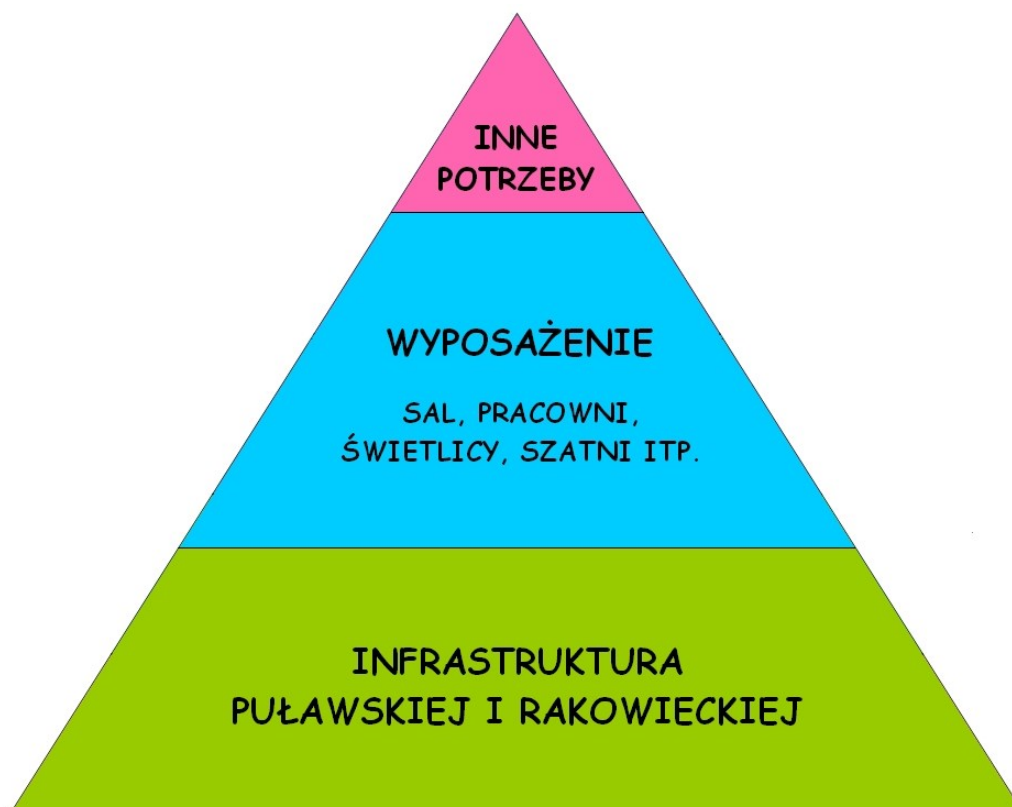 INNE
POTRZEBY
WYPOSAŻENIE
SAL, PRACOWNI,
ŚWIETLICY, SZATNI ITP.
INFRASTRUKTURA
PUŁAWSKIEJ I RAKOWIECKIEJ